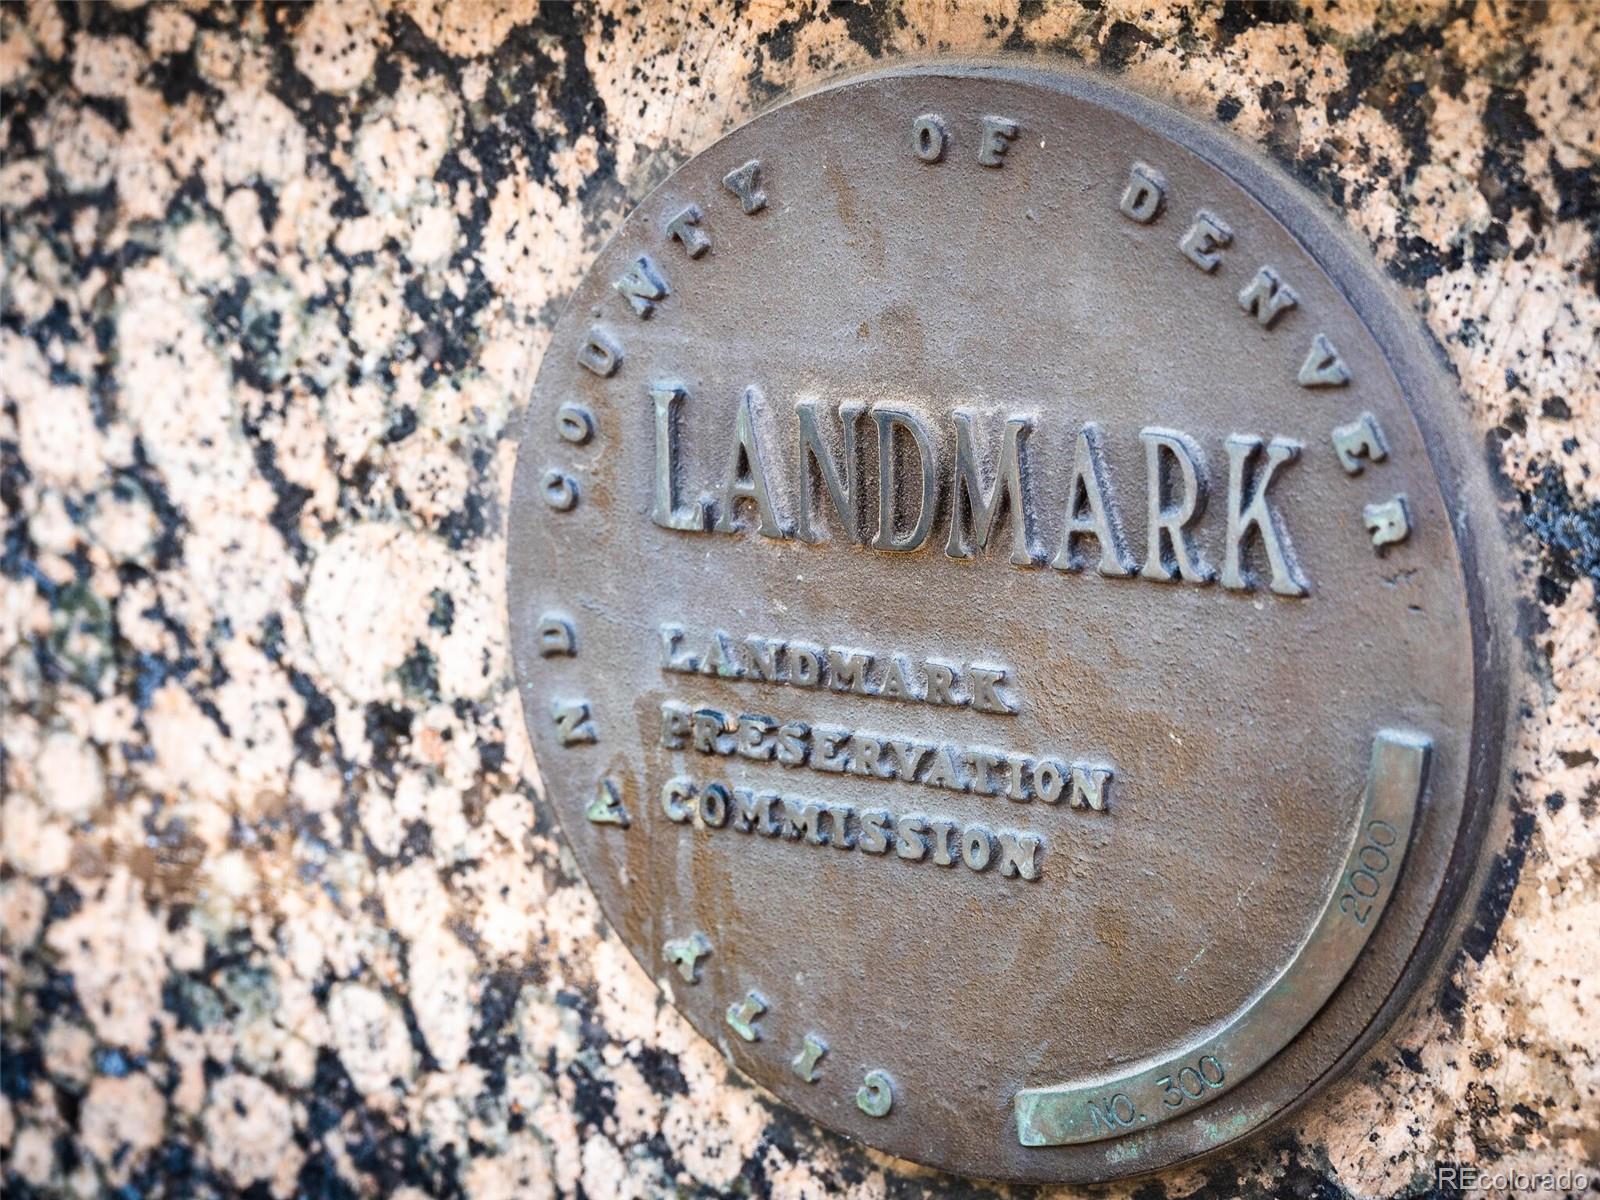 CITY AND COUNTY OF DENVER
LANDMARK
LANDMARK
PRESERVATION
COMMISSION
NO. 300 2000
REcolorado